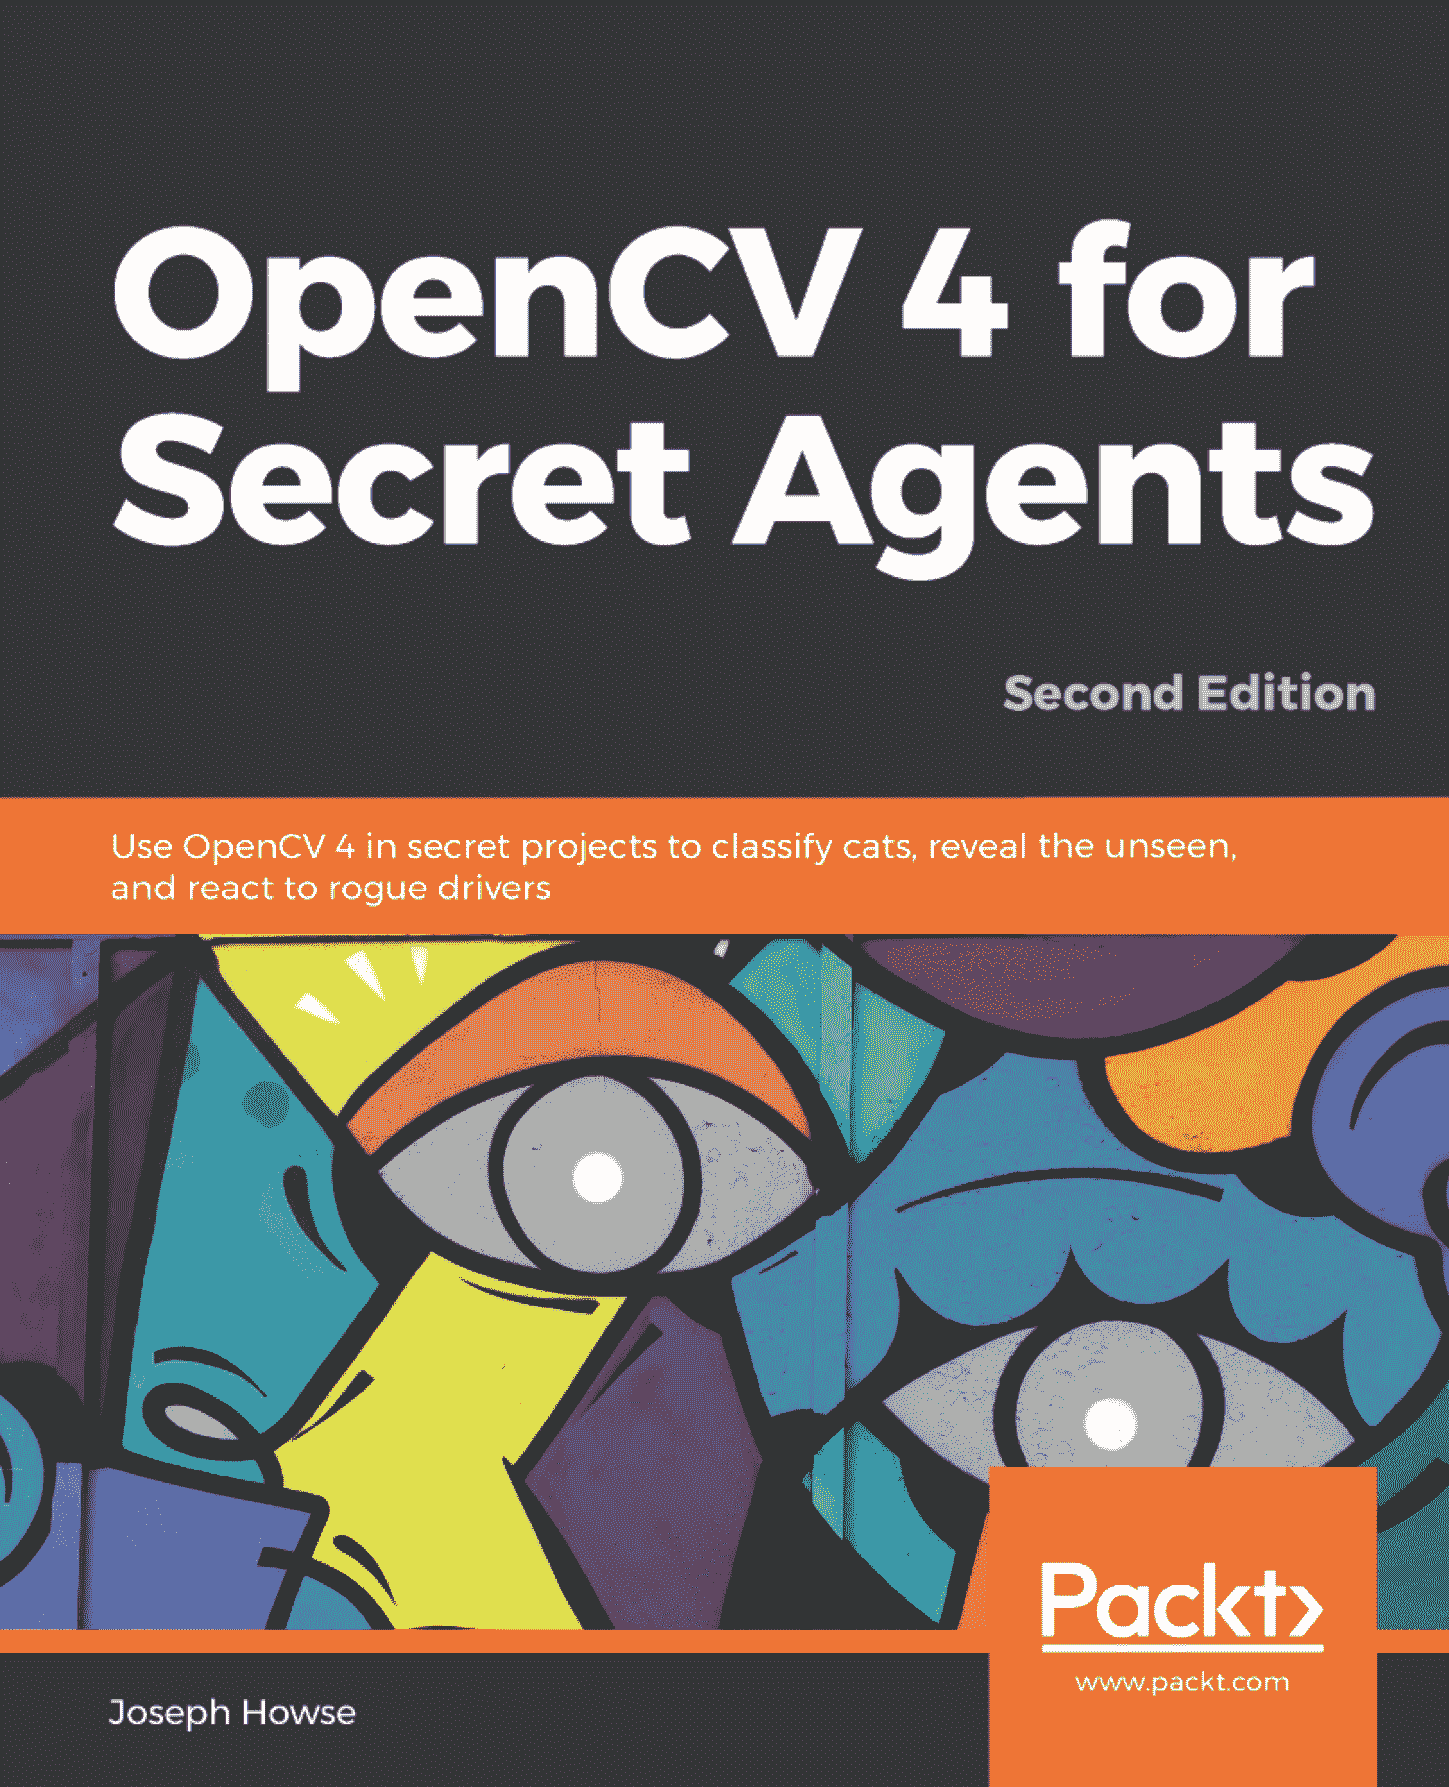 OpenCV 4 for
Secret Agents
Second Edition
Use OpenCV 4 in secret projects to classify cats, reveal the unseen,
and react to rogue drivers
Packt>
www.packt.com
Joseph Howse